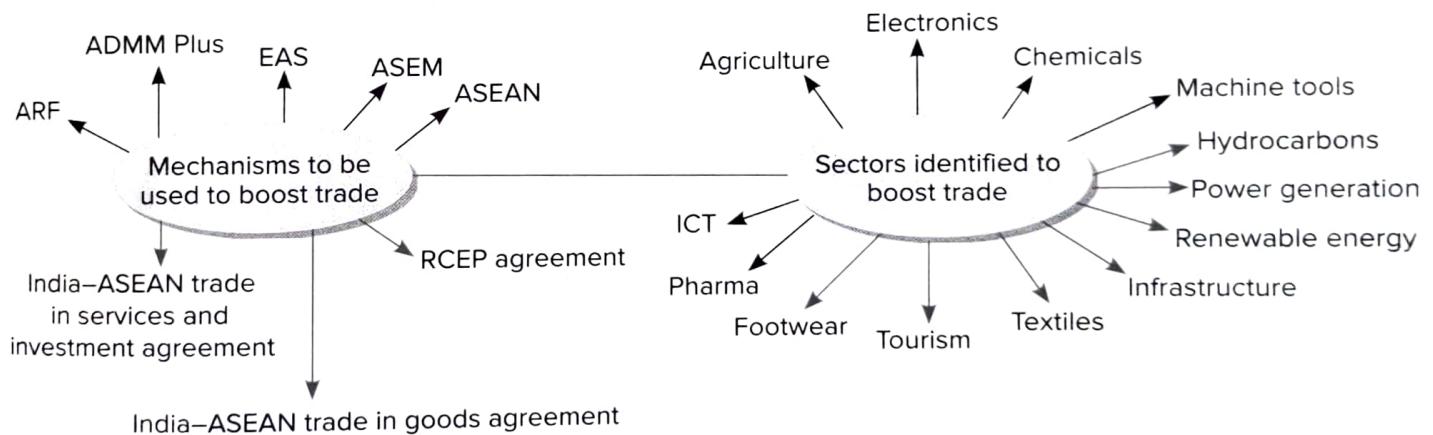 Electronics
ADMM Plus
EAS
ASEM
Agriculture
Chemicals
ARF
ASEAN
Machine tools
Mechanisms to be
used to boost trade
Sectors identified to
boost trade
Hydrocarbons
Power generation
ICT
Renewable energy
RCEP agreement
India–ASEAN trade
in services and
investment agreement
Pharma
Infrastructure
Footwear
Tourism
Textiles
India–ASEAN trade in goods agreement